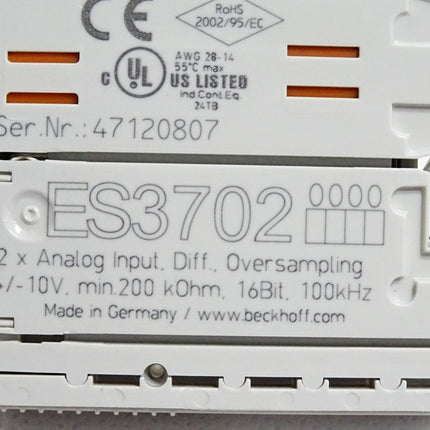 CE
RoHS
2002/95/EC
AWG 28-14
55°C max
c UL US LISTED
Ind.Cont.Eq.
24TB
Ser.Nr.: 47120807
ES3702 0000
2 x Analog Input, Diff., Oversampling
+/-10V, min.200 kOhm, 16Bit, 100kHz
Made in Germany / www.beckhoff.com